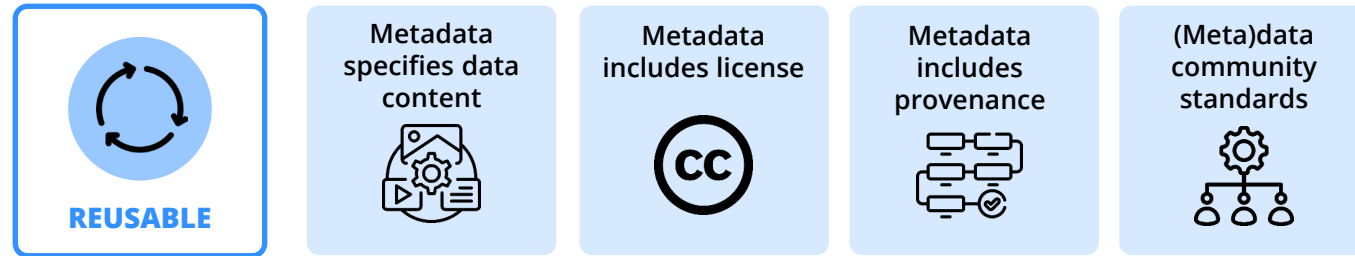 REUSABLE
Metadata
specifies data
content
Metadata
includes license
cc
Metadata
includes
provenance
(Meta)data
community
standards